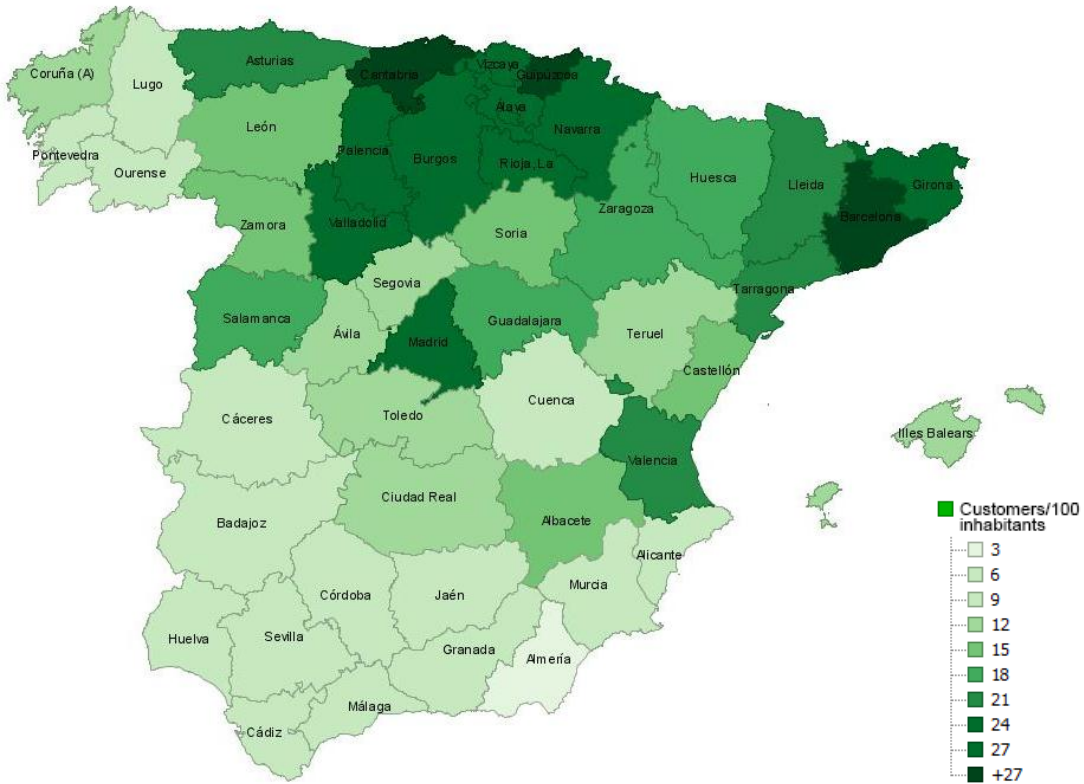 Asturias
Cantabria
Vizcaya
Guipuzcoa
Coruña (A)
Lugo
Alava
León
Navarra
Pontevedra
Palencia
Burgos
Rioja, La
Ourense
Huesca
Lleida
Girona
Zamora
Valladolid
Soria
Zaragoza
Barcelona
Segovia
Tarragona
Salamanca
Ávila
Madrid
Guadalajara
Teruel
Castellón
Cuenca
Cáceres
Toledo
Illes Balears
Valencia
Ciudad Real
Badajoz
Albacete
Alicante
Córdoba
Jaén
Murcia
Huelva
Sevilla
Granada
Almería
Málaga
Cádiz
Customers/100
inhabitants
3
6
9
12
15
18
21
24
27
+27